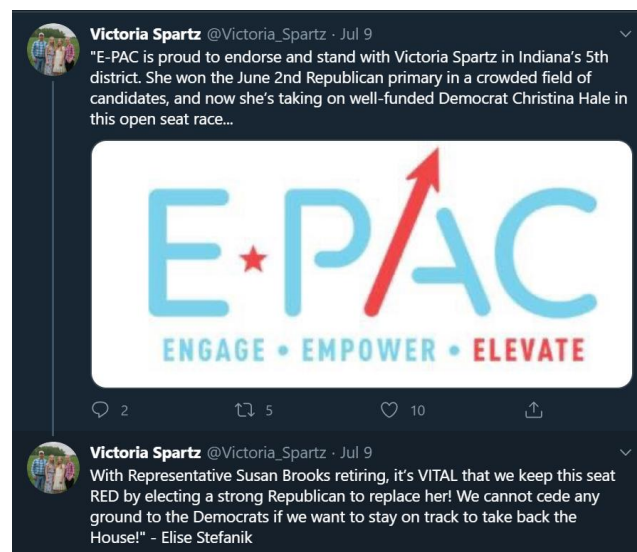 Victoria Spartz @Victoria_Spartz · Jul 9
"E-PAC is proud to endorse and stand with Victoria Spartz in Indiana's 5th
district. She won the June 2nd Republican primary in a crowded field of
candidates, and now she's taking on well-funded Democrat Christina Hale in
this open seat race...
E★PAC
ENGAGE • EMPOWER • ELEVATE
2 5 10
Victoria Spartz @Victoria_Spartz · Jul 9
With Representative Susan Brooks retiring, it's VITAL that we keep this seat
RED by electing a strong Republican to replace her! We cannot cede any
ground to the Democrats if we want to stay on track to take back the
House!" - Elise Stefanik